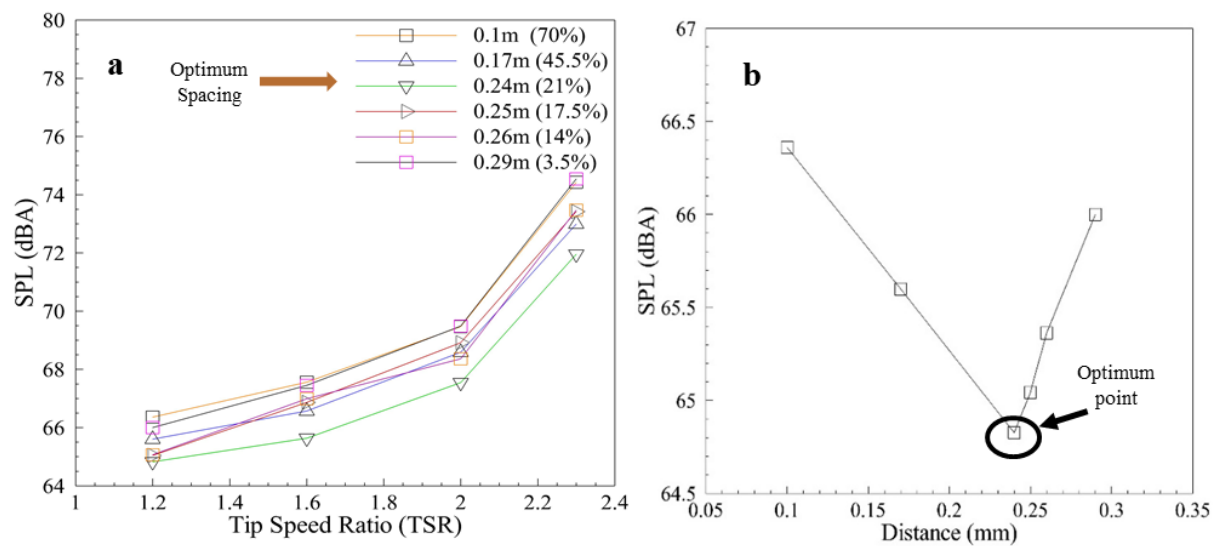 a
Optimum
Spacing
0.1m (70%)
0.17m (45.5%)
0.24m (21%)
0.25m (17.5%)
0.26m (14%)
0.29m (3.5%)
80
78
76
74
72
70
68
66
64
SPL (dBA)
1
1.2
1.4
1.6
1.8
2
2.2
2.4
Tip Speed Ratio (TSR)
b
67
66.5
66
65.5
65
64.5
SPL (dBA)
Optimum
point
0.05
0.1
0.15
0.2
0.25
0.3
0.35
Distance (mm)